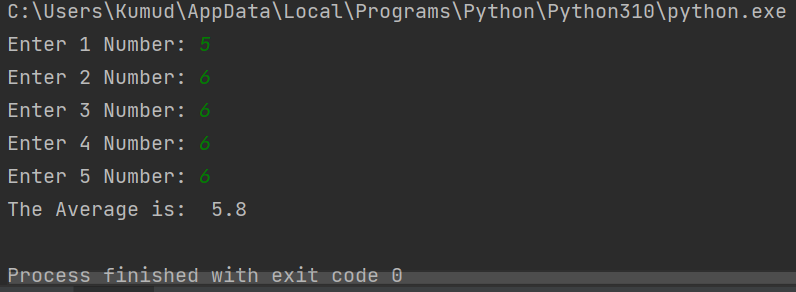 C:\Users\Kumud\AppData\Local\Programs\Python\Python310\python.exe
Enter 1 Number: 5
Enter 2 Number: 6
Enter 3 Number: 6
Enter 4 Number: 6
Enter 5 Number: 6
The Average is:  5.8
Process finished with exit code 0